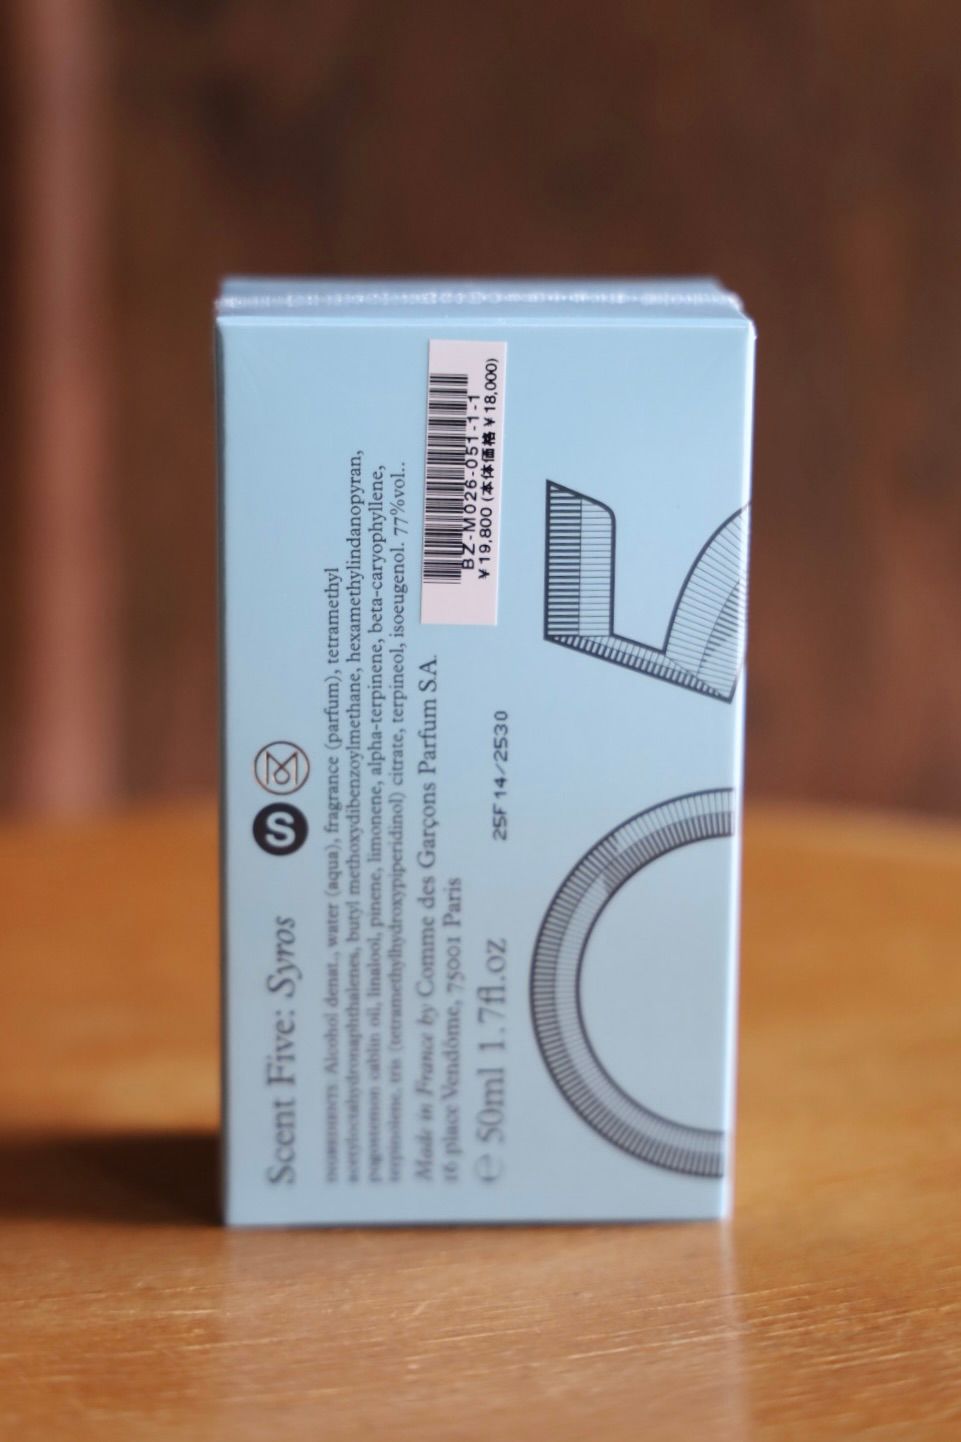 Scent Five: Syros
S
INGREDIENTS Alcohol denat., water (aqua), fragrance (parfum), tetramethyl
acetyloctahydronaphthalenes, butyl methoxydibenzoylmethane, hexamethylindanopyran,
pogostemon cablin oil, linalool, pinene, limonene, alpha-terpinene, beta-caryophyllene,
terpinolene, tris (tetramethylhydroxypiperidinol) citrate, terpineol, isoeugenol. 77%vol..
Made in France by Comme des Garçons Parfum S.A.
16 place Vendôme, 75001 Paris
℮ 50ml 1.7fl.oz
25F14/2530
BZ-M026-051-1-1
¥19,800 (本体価格¥18,000)
05